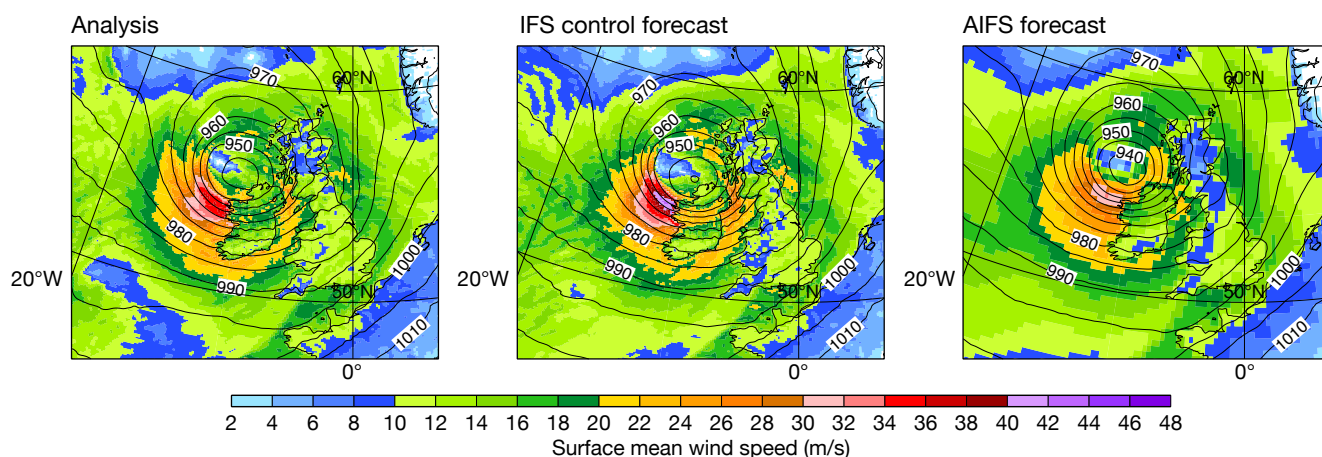 Analysis
IFS control forecast
AIFS forecast
970
60°N
960
950
980
990
50°N
1000
1010
20°W
0°
970
60°N
960
950
980
990
50°N
1000
1010
20°W
0°
970
60°N
960
950
940
980
990
50°N
1000
1010
20°W
0°
2 4 6 8 10 12 14 16 18 20 22 24 26 28 30 32 34 36 38 40 42 44 46 48
Surface mean wind speed (m/s)